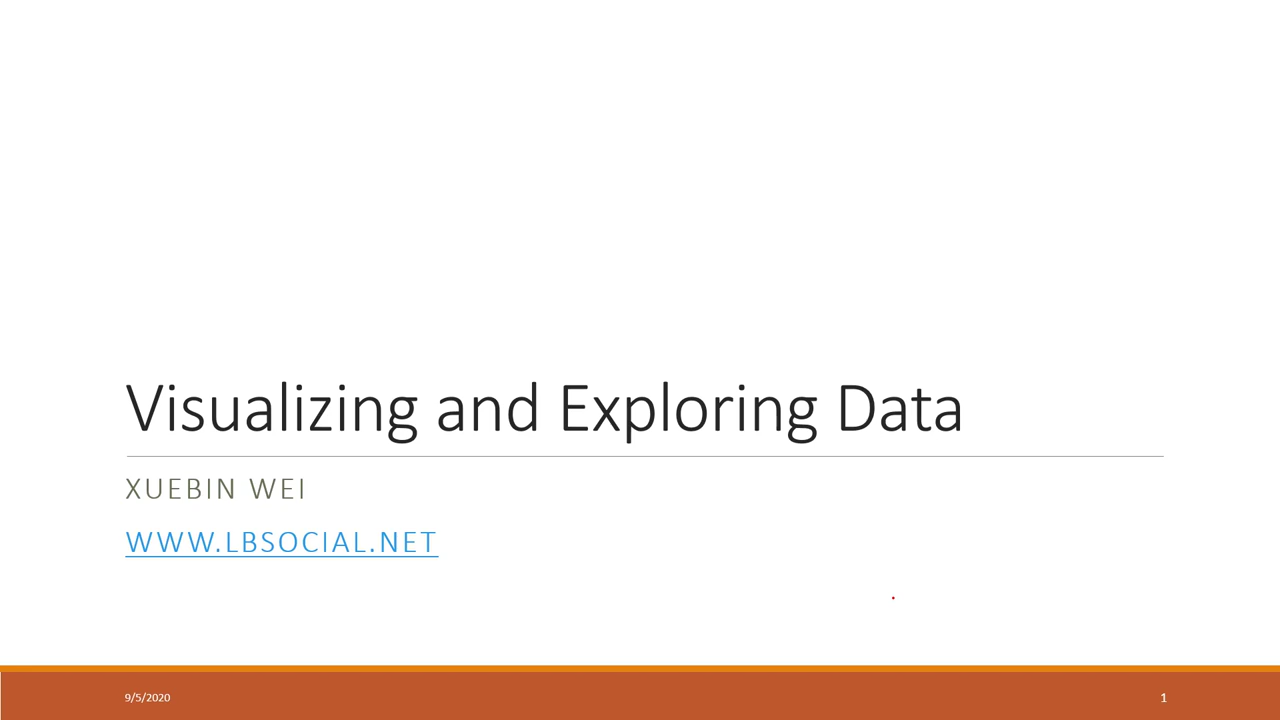 Visualizing and Exploring Data
XUEBIN WEI
WWW.LBSOCIAL.NET
9/5/2020
1